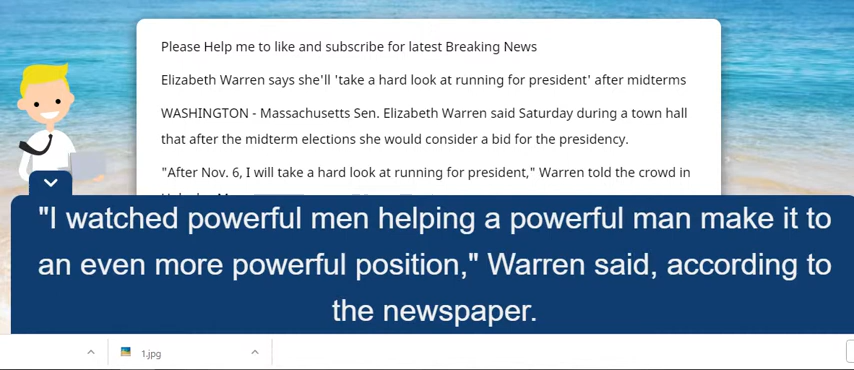 Please Help me to like and subscribe for latest Breaking News
Elizabeth Warren says she'll 'take a hard look at running for president' after midterms
WASHINGTON - Massachusetts Sen. Elizabeth Warren said Saturday during a town hall
that after the midterm elections she would consider a bid for the presidency.
"After Nov. 6, I will take a hard look at running for president," Warren told the crowd in
"I watched powerful men helping a powerful man make it to
an even more powerful position," Warren said, according to
the newspaper.
1.jpg